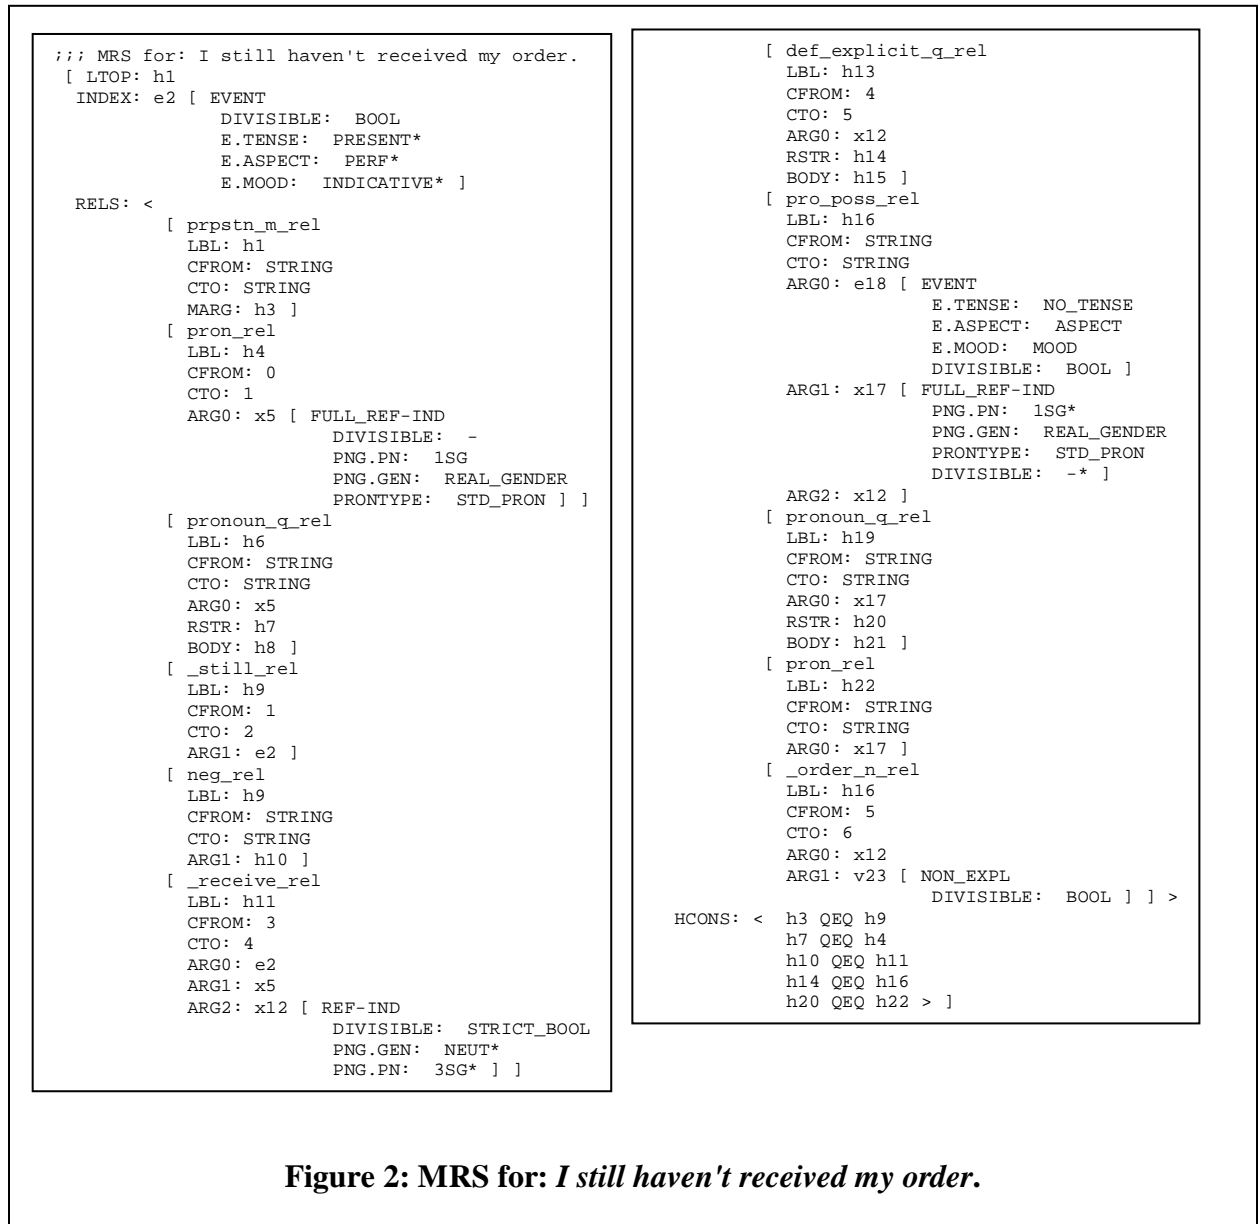 ;;; MRS for: I still haven't received my order.
[ LTOP: h1
INDEX: e2 [ EVENT
DIVISIBLE: BOOL
E.TENSE: PRESENT*
E.ASPECT: PERF*
E.MOOD: INDICATIVE* ]
RELS: <
[ prpstn_m_rel
LBL: h1
CFROM: STRING
CTO: STRING
MARG: h3 ]
[ pron_rel
LBL: h4
CFROM: 0
CTO: 1
ARG0: x5 [ FULL_REF-IND
DIVISIBLE: -
PNG.PN: 1SG
PNG.GEN: REAL_GENDER
PRONTYPE: STD_PRON ] ]
[ pronoun_q_rel
LBL: h6
CFROM: STRING
CTO: STRING
ARG0: x5
RSTR: h7
BODY: h8 ]
[ _still_rel
LBL: h9
CFROM: 1
CTO: 2
ARG1: e2 ]
[ neg_rel
LBL: h9
CFROM: STRING
CTO: STRING
ARG1: h10 ]
[ _receive_rel
LBL: h11
CFROM: 3
CTO: 4
ARG0: e2
ARG1: x5
ARG2: x12 [ REF-IND
DIVISIBLE: STRICT_BOOL
PNG.GEN: NEUT*
PNG.PN: 3SG* ] ]
[ def_explicit_q_rel
LBL: h13
CFROM: 4
CTO: 5
ARG0: x12
RSTR: h14
BODY: h15 ]
[ pro_poss_rel
LBL: h16
CFROM: STRING
CTO: STRING
ARG0: e18 [ EVENT
E.TENSE: NO_TENSE
E.ASPECT: ASPECT
E.MOOD: MOOD
DIVISIBLE: BOOL ]
ARG1: x17 [ FULL_REF-IND
PNG.PN: 1SG*
PNG.GEN: REAL_GENDER
PRONTYPE: STD_PRON
DIVISIBLE: -* ]
ARG2: x12 ]
[ pronoun_q_rel
LBL: h19
CFROM: STRING
CTO: STRING
ARG0: x17
RSTR: h20
BODY: h21 ]
[ pron_rel
LBL: h22
CFROM: STRING
CTO: STRING
ARG0: x17 ]
[ _order_n_rel
LBL: h16
CFROM: 5
CTO: 6
ARG0: x12
ARG1: v23 [ NON_EXPL
DIVISIBLE: BOOL ] ] >
HCONS: < h3 QEQ h9
h7 QEQ h4
h10 QEQ h11
h14 QEQ h16
h20 QEQ h22 > ]
Figure 2: MRS for: I still haven't received my order.